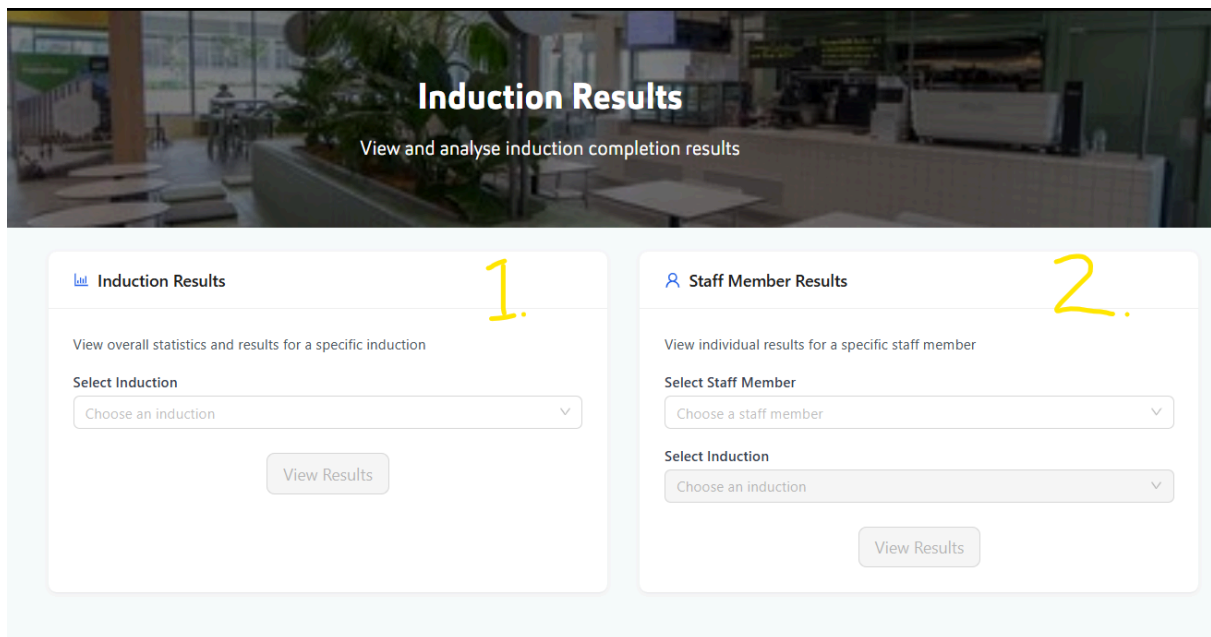 Induction Results
View and analyse induction completion results
Induction Results
1.
View overall statistics and results for a specific induction
Select Induction
Choose an induction
View Results
Staff Member Results
2.
View individual results for a specific staff member
Select Staff Member
Choose a staff member
Select Induction
Choose an induction
View Results